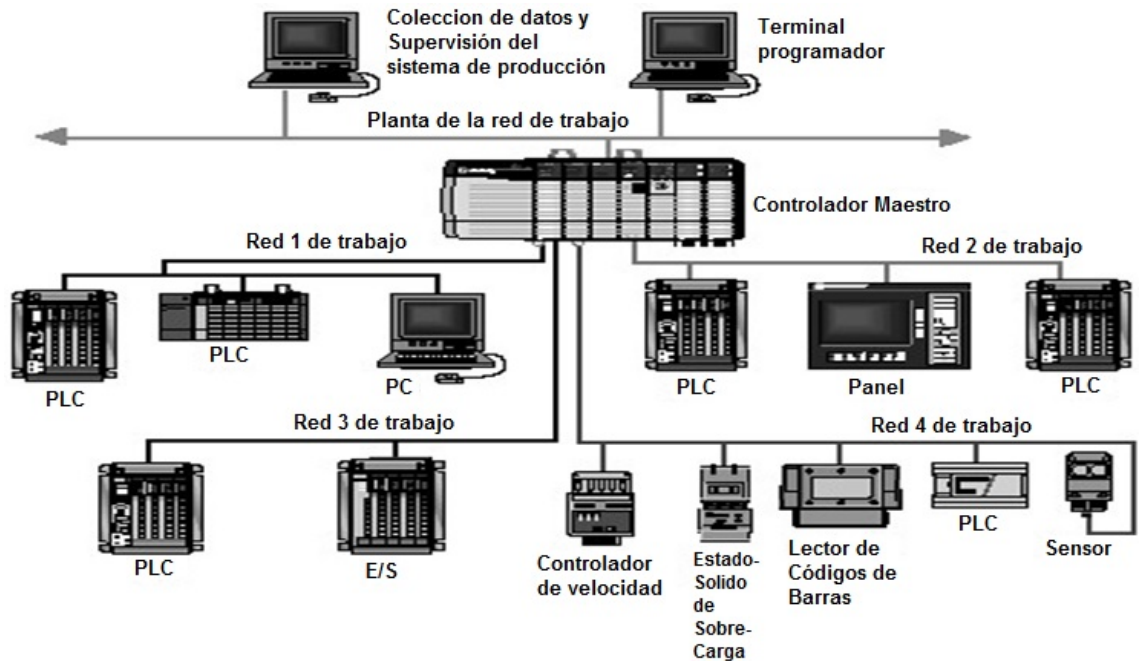 Coleccion de datos y
Supervisión del
sistema de producción
Terminal
programador
Planta de la red de trabajo
Controlador Maestro
Red 1 de trabajo
Red 2 de trabajo
PLC
PLC
PC
PLC
Panel
PLC
Red 3 de trabajo
Red 4 de trabajo
PLC
E/S
Controlador
de velocidad
Estado-
Solido
de
Sobre-
Carga
Lector de
Códigos de
Barras
PLC
Sensor